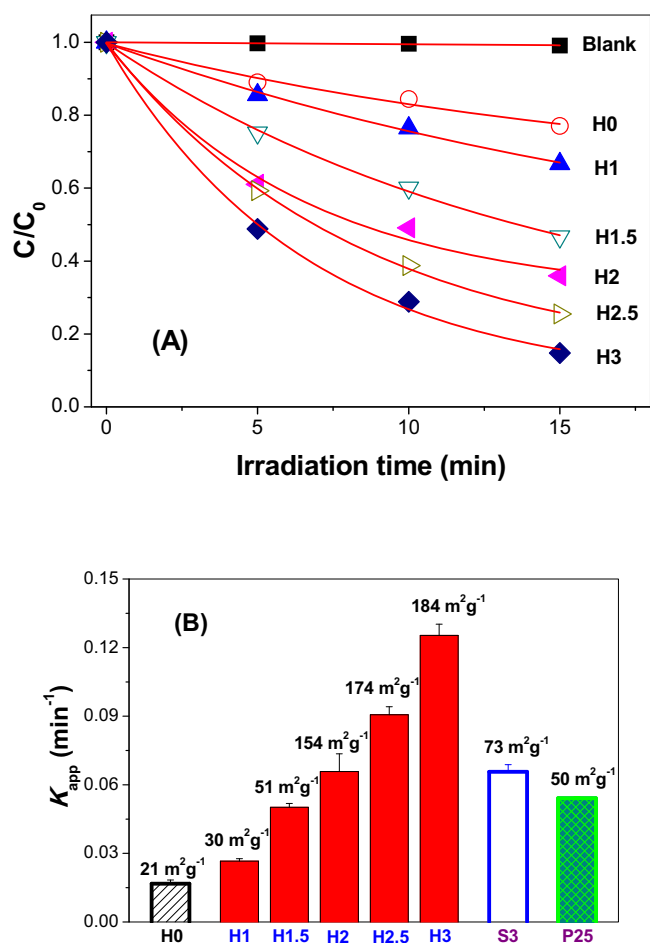 1.0
0.8
0.6
0.4
0.2
0.0
C/C₀
Blank
H0
H1
H1.5
H2
H2.5
H3
(A)
0 5 10 15
Irradiation time (min)
0.15
0.12
0.09
0.06
0.03
0.00
K_app (min⁻¹)
(B)
21 m²g⁻¹
30 m²g⁻¹
51 m²g⁻¹
154 m²g⁻¹
174 m²g⁻¹
184 m²g⁻¹
73 m²g⁻¹
50 m²g⁻¹
H0 H1 H1.5 H2 H2.5 H3 S3 P25